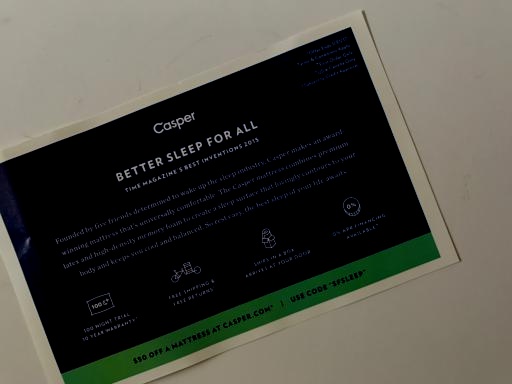 Casper
BETTER SLEEP FOR ALL
TIME MAGAZINE'S BEST INVENTIONS 2015
Founded by five friends determined to wake up the sleep industry, Casper makes an award
winning mattress that's universally comfortable. The Casper mattress combines premium
latex and high-density memory foam to create a sleep surface that lovingly conforms to your
body and keeps you cool and balanced. So rest easy, the best sleep of your life awaits.
100
100 NIGHT TRIAL
10 YEAR WARRANTY*
FREE SHIPPING &
FREE RETURNS
SHIPS IN A BOX
ARRIVES AT YOUR DOOR
0%
0% APR FINANCING
AVAILABLE*
$50 OFF A MATTRESS AT CASPER.COM* | USE CODE "SFSLEEP"